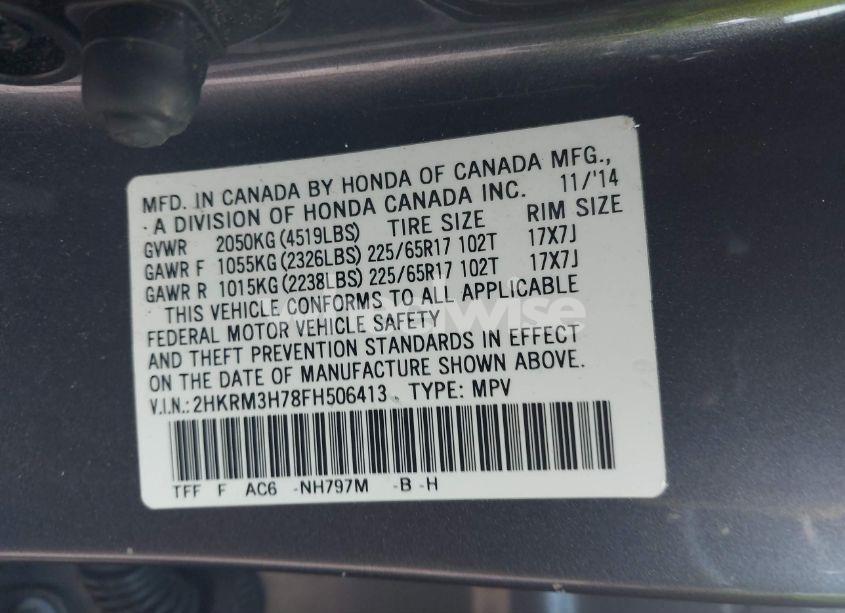 MFD. IN CANADA BY HONDA OF CANADA MFG.,
A DIVISION OF HONDA CANADA INC. 11/'14
GVWR 2050KG (4519LBS) TIRE SIZE RIM SIZE
GAWR F 1055KG (2326LBS) 225/65R17 102T 17X7J
GAWR R 1015KG (2238LBS) 225/65R17 102T 17X7J
THIS VEHICLE CONFORMS TO ALL APPLICABLE
FEDERAL MOTOR VEHICLE SAFETY
AND THEFT PREVENTION STANDARDS IN EFFECT
ON THE DATE OF MANUFACTURE SHOWN ABOVE.
V.I.N.: 2HKRM3H78FH506413 TYPE: MPV
TFF F AC6 -NH797M -B -H